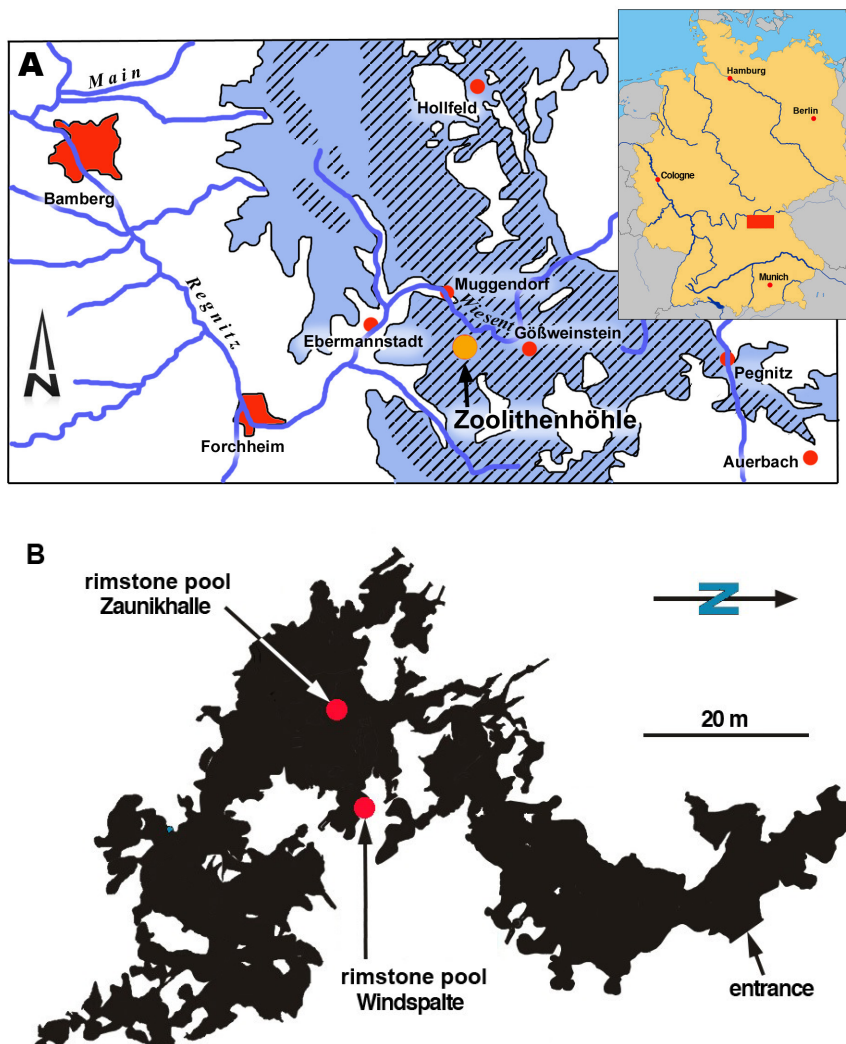 A
Main
Hollfeld
Bamberg
Regnitz
Muggendorf
Wiesent
Gößweinstein
Ebermannstadt
Pegnitz
Zoolithenhöhle
Forchheim
Auerbach
N
Hamburg
Berlin
Cologne
Munich
B
rimstone pool
Zaunikhalle
N
20 m
rimstone pool
Windspalte
entrance